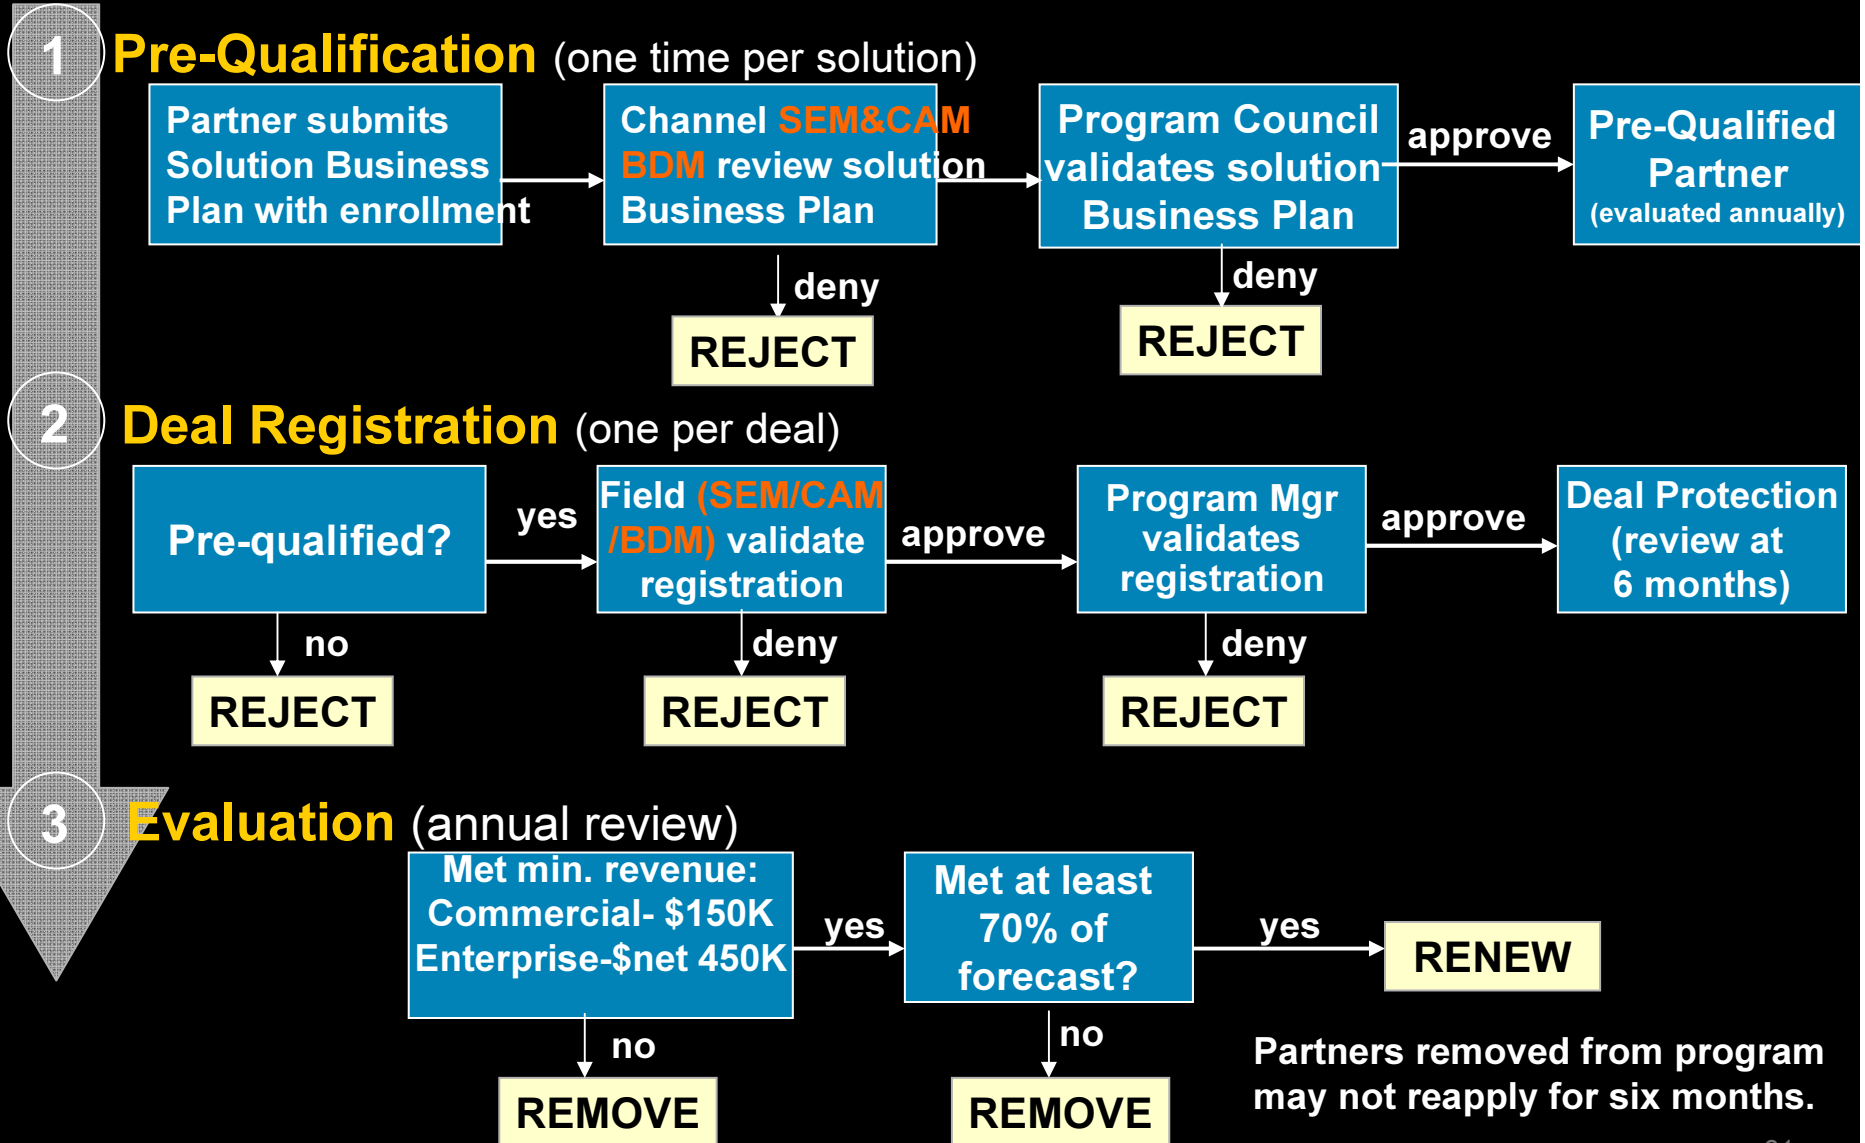 1
Pre-Qualification (one time per solution)
Partner submits
Solution Business
Plan with enrollment
Channel SEM&CAM
BDM review solution
Business Plan
Program Council
validates solution
Business Plan
approve
Pre-Qualified
Partner
(evaluated annually)
deny
REJECT
deny
REJECT
2
Deal Registration (one per deal)
Pre-qualified?
yes
Field (SEM/CAM
/BDM) validate
registration
approve
Program Mgr
validates
registration
approve
Deal Protection
(review at
6 months)
no
REJECT
deny
REJECT
deny
REJECT
3
Evaluation (annual review)
Met min. revenue:
Commercial- $150K
Enterprise-$net 450K
yes
Met at least
70% of
forecast?
yes
RENEW
no
REMOVE
no
REMOVE
Partners removed from program
may not reapply for six months.